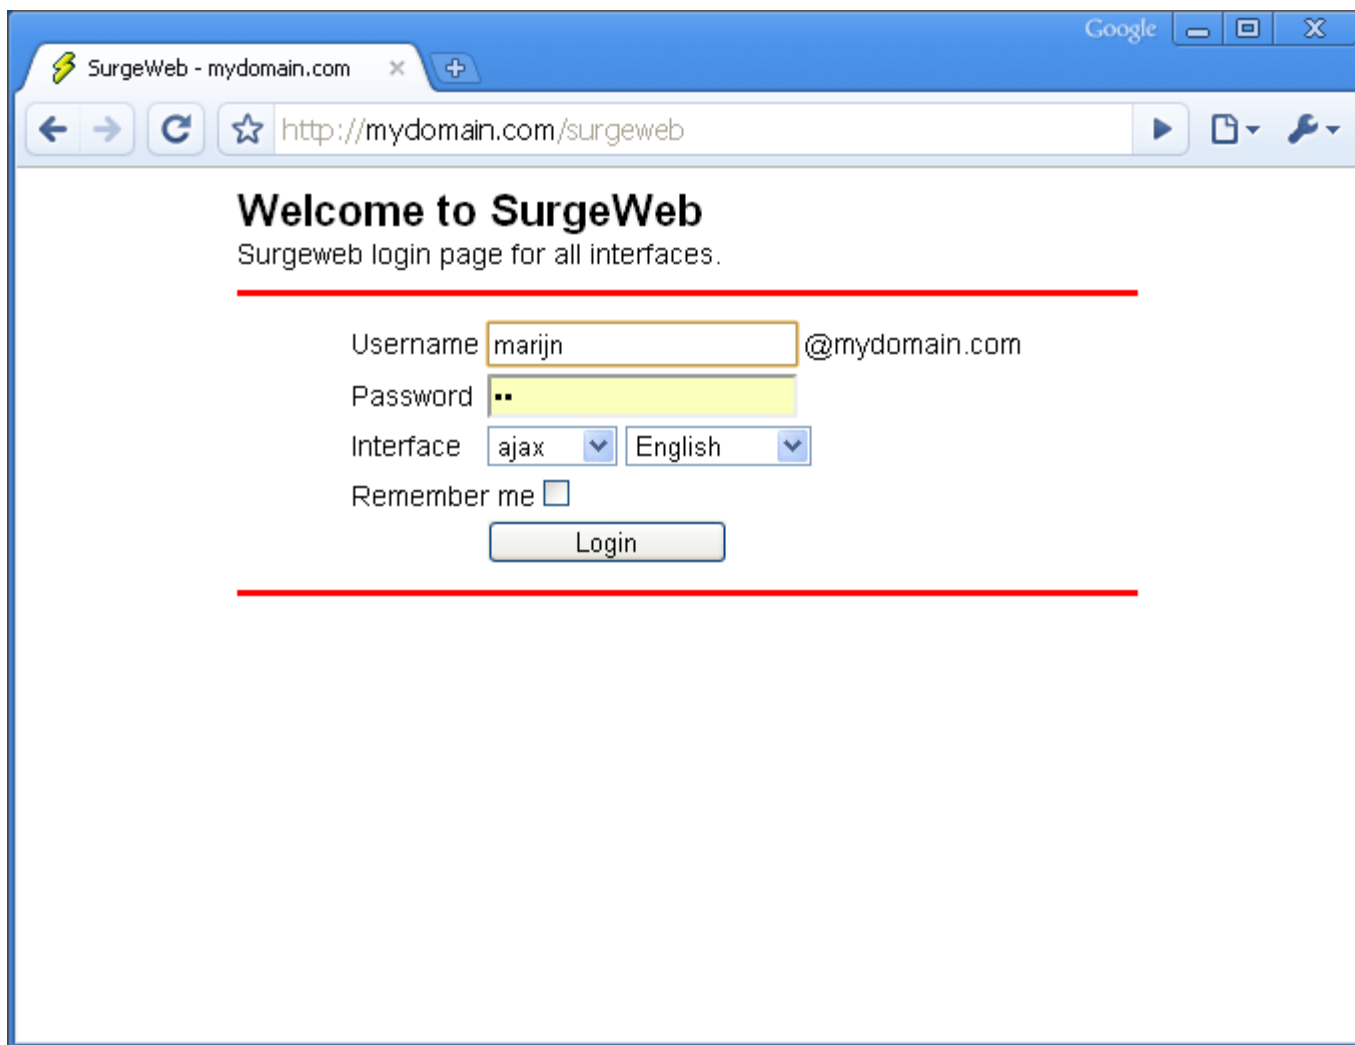 Google
SurgeWeb - mydomain.com
http://mydomain.com/surgeweb
Welcome to SurgeWeb
Surgeweb login page for all interfaces.
Username marijn @mydomain.com
Password ••
Interface ajax English
Remember me
Login